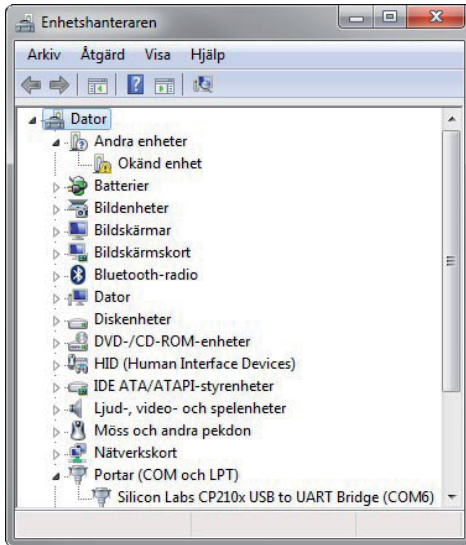 Enhetshanteraren
Arkiv Åtgärd Visa Hjälp
Dator
Andra enheter
Okänd enhet
Batterier
Bildenheter
Bildskärmar
Bildskärmskort
Bluetooth-radio
Dator
Diskenheter
DVD-/CD-ROM-enheter
HID (Human Interface Devices)
IDE ATA/ATAPI-styrenheter
Ljud-, video- och spelenheter
Möss och andra pekdon
Nätverkskort
Portar (COM och LPT)
Silicon Labs CP210x USB to UART Bridge (COM6)